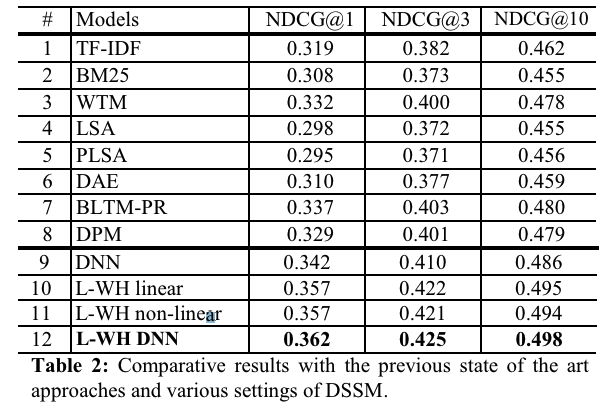 # Models NDCG@1 NDCG@3 NDCG@10
1 TF-IDF 0.319 0.382 0.462
2 BM25 0.308 0.373 0.455
3 WTM 0.332 0.400 0.478
4 LSA 0.298 0.372 0.455
5 PLSA 0.295 0.371 0.456
6 DAE 0.310 0.377 0.459
7 BLTM-PR 0.337 0.403 0.480
8 DPM 0.329 0.401 0.479
9 DNN 0.342 0.410 0.486
10 L-WH linear 0.357 0.422 0.495
11 L-WH non-linear 0.357 0.421 0.494
12 L-WH DNN 0.362 0.425 0.498
Table 2: Comparative results with the previous state of the art
approaches and various settings of DSSM.